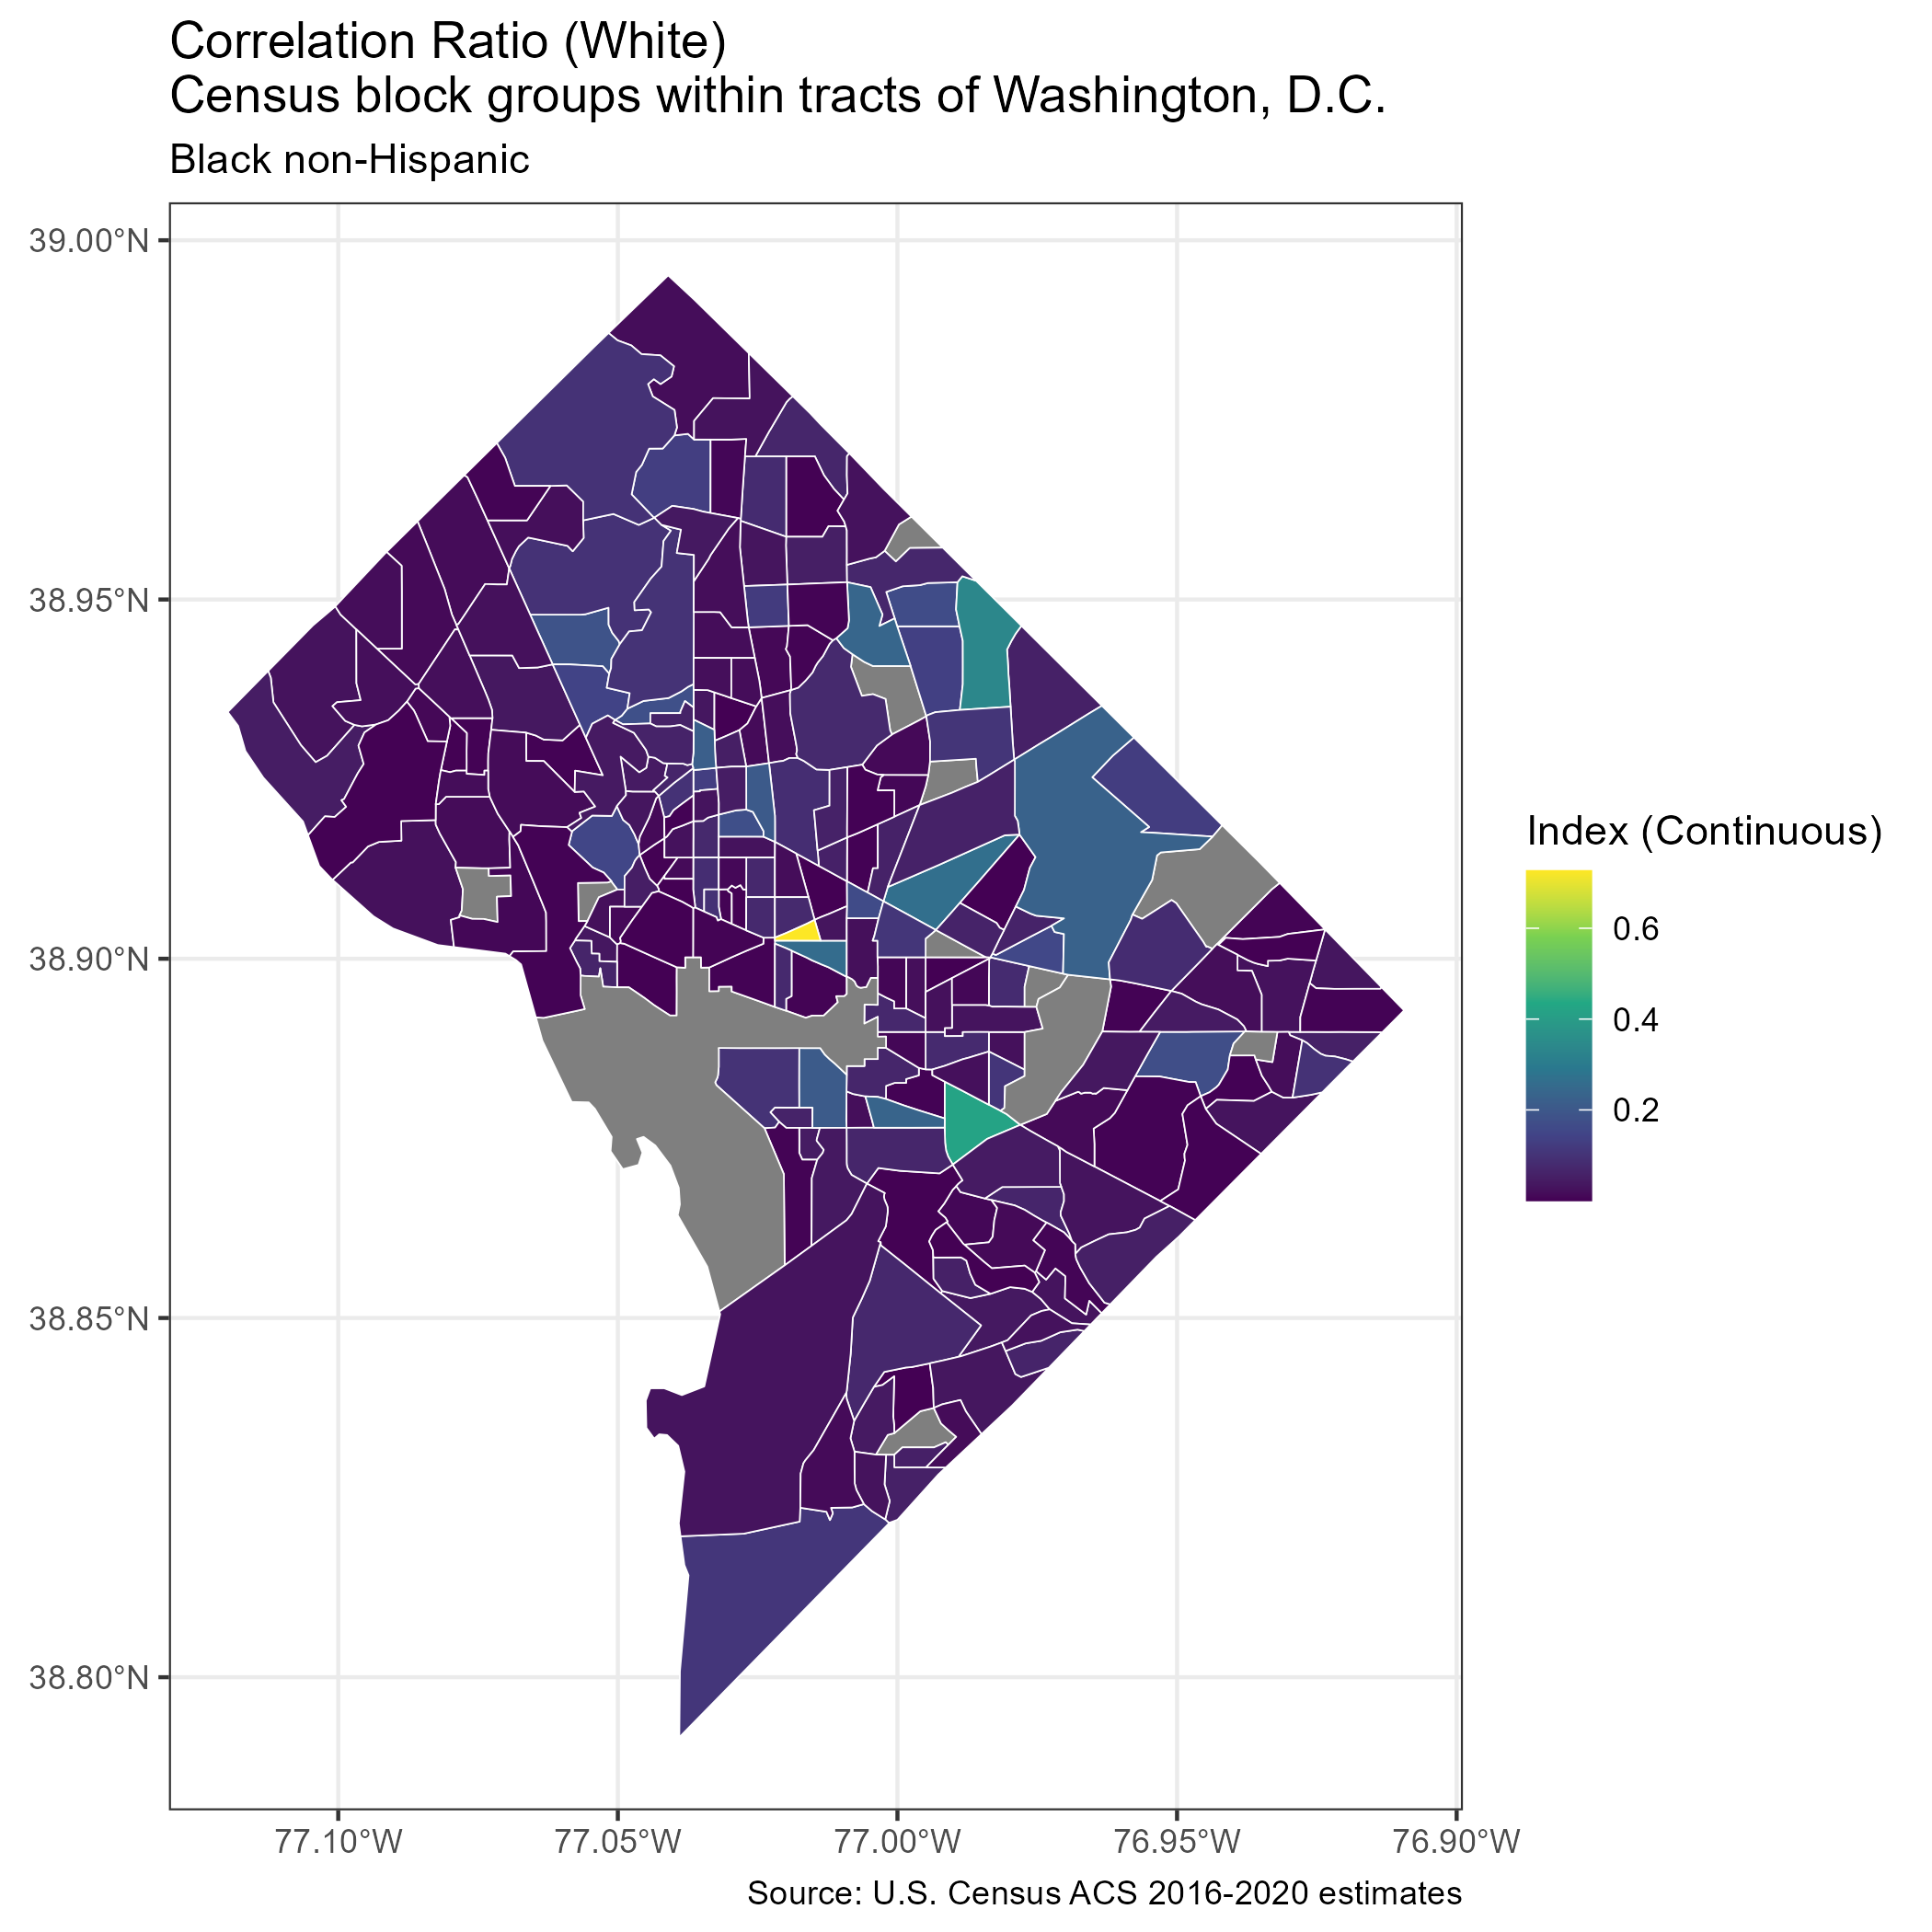 Correlation Ratio (White)
Census block groups within tracts of Washington, D.C.
Black non-Hispanic
39.00°N
38.95°N
38.90°N
38.85°N
38.80°N
77.10°W
77.05°W
77.00°W
76.95°W
76.90°W
Index (Continuous)
0.6
0.4
0.2
Source: U.S. Census ACS 2016-2020 estimates